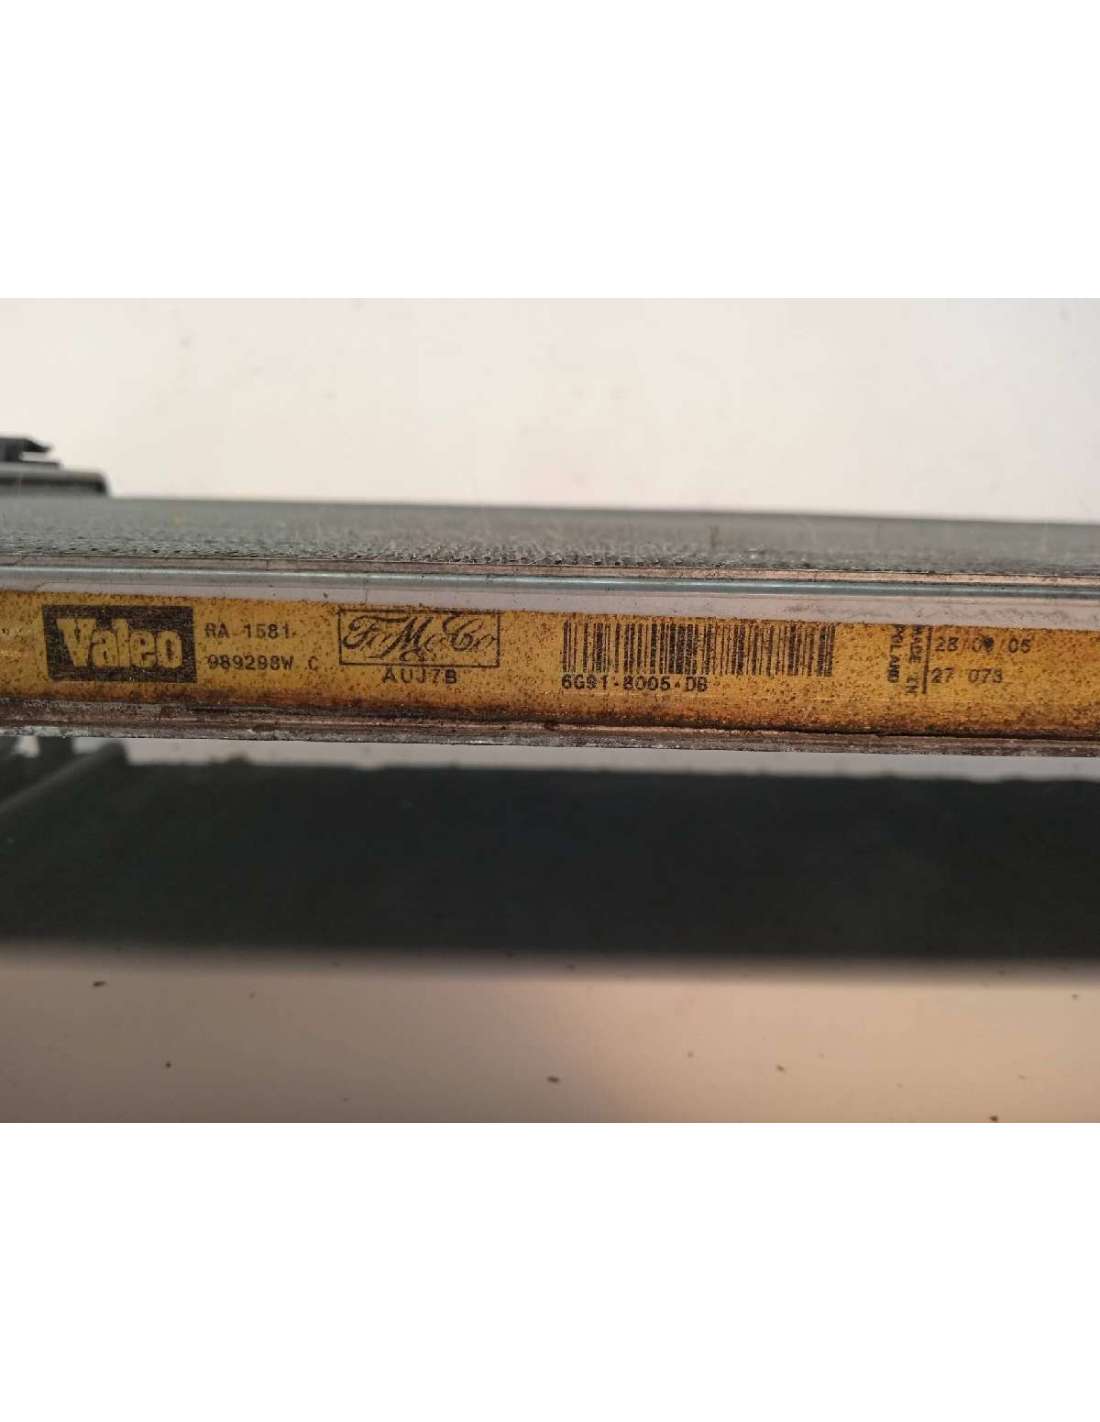 Valeo
RA 1581
989298W C
FoMoCo
AUJ7B
6G91-8005-DB
MADE IN
POLAND
27 073